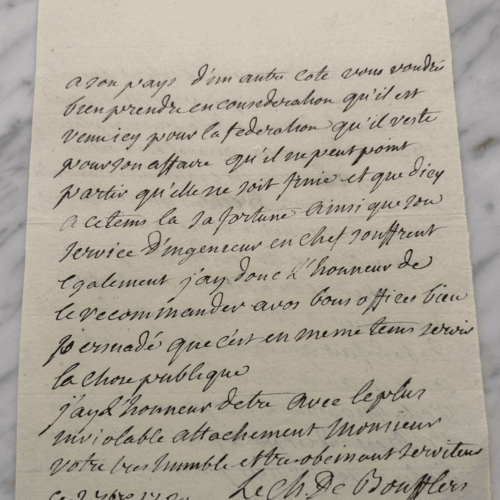 a son pays d'un autre coté vous voudrés
bien prendre en consideration qu'il est
venu icy pour la federation qu'il reste
pour son affaire qu'il ne peut point
partir qu'elle ne soit finie et que d'icy
a ce tems la sa fortune ainsi que son
service D'ingenieur en chef souffrent
egalement j'ay donc L'honneur de
le recommander a vos bons offices bien
persuadé que c'est en meme tems servir
la chose publique
j'ay L'honneur d'etre avec le plus
inviolable attachement Monsieur
votre tres humble et tres obeissant serviteur
Le Ch. De Boufflers